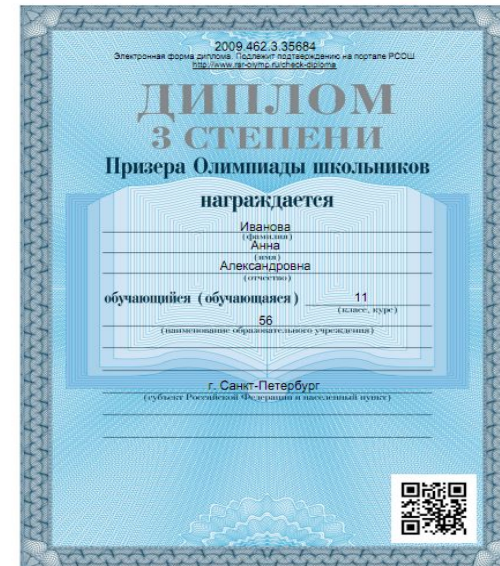 2009.462.3.35684
Электронная форма диплома. Подлежит подтверждению на портале РСОШ
http://www.rsr-olymp.ru/check-diploma
ДИПЛОМ
3 СТЕПЕНИ
Призера Олимпиады школьников
награждается
Иванова
(фамилия)
Анна
(имя)
Александровна
(отчество)
обучающийся (обучающаяся) 11
(класс, курс)
56
(наименование образовательного учреждения)
г. Санкт-Петербург
(субъект Российской Федерации и населенный пункт)